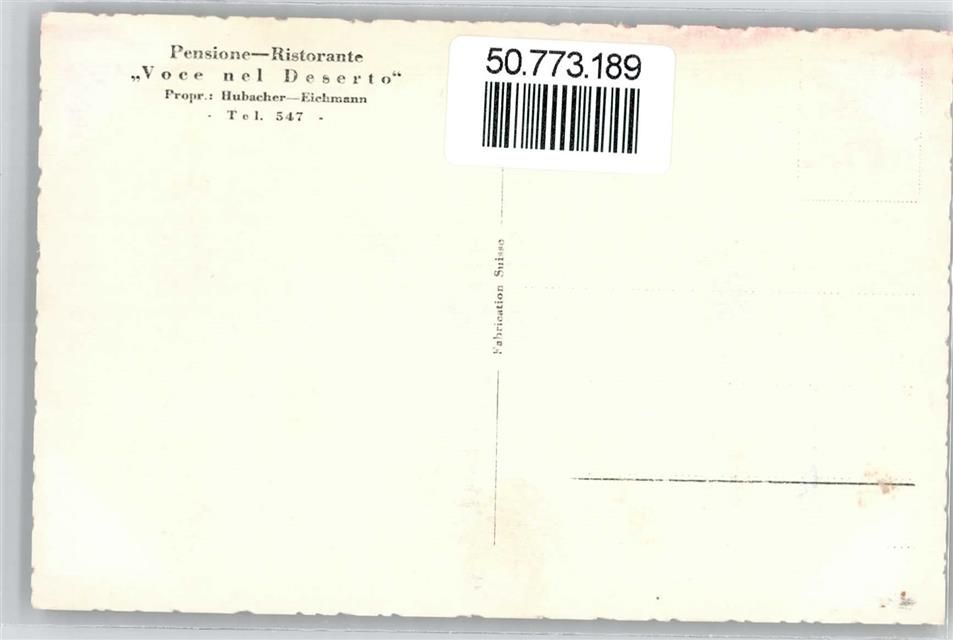 Pensione—Ristorante
„Voce nel Deserto“
Propr.: Hubacher—Eichmann
- Tel. 547 -
50.773.189
Fabrication Suisse